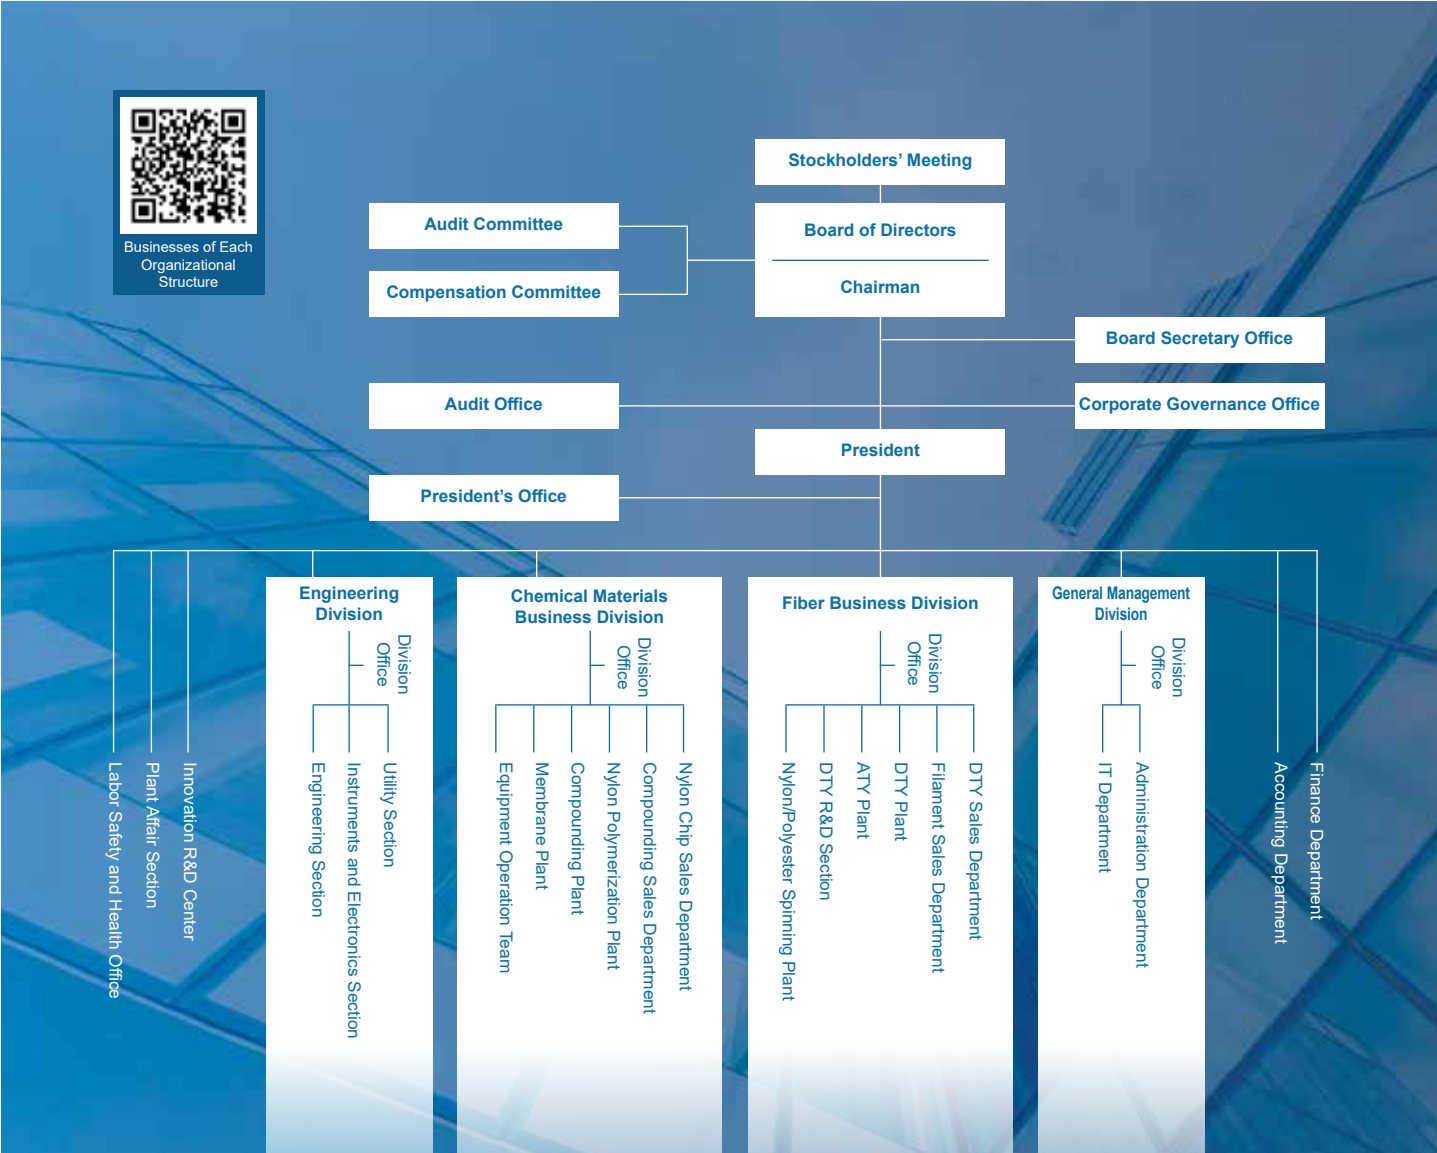 Businesses of Each
Organizational
Structure
Stockholders’ Meeting
Audit Committee
Board of Directors
Compensation Committee
Chairman
Board Secretary Office
Audit Office
Corporate Governance Office
President
President’s Office
Labor Safety and Health Office
Plant Affair Section
Innovation R&D Center
Engineering
Division
Division
Office
Engineering Section
Instruments and Electronics Section
Utility Section
Chemical Materials
Business Division
Division
Office
Equipment Operation Team
Membrane Plant
Compounding Plant
Nylon Polymerization Plant
Compounding Sales Department
Nylon Chip Sales Department
Fiber Business Division
Division
Office
Nylon/Polyester Spinning Plant
DTY R&D Section
ATY Plant
DTY Plant
Filament Sales Department
DTY Sales Department
General Management
Division
Division
Office
IT Department
Administration Department
Accounting Department
Finance Department